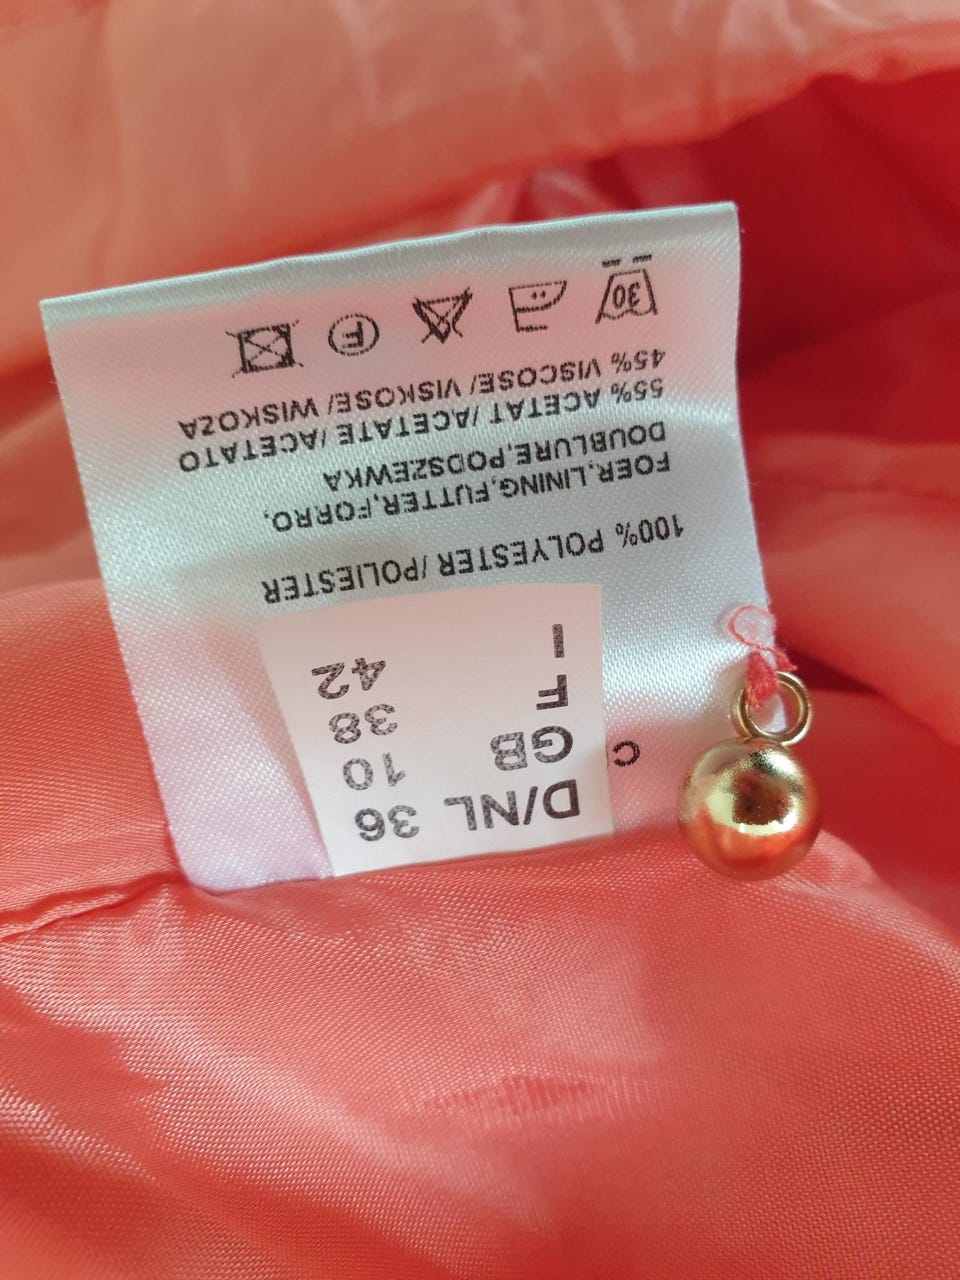 D/NL 36
GB 10
F 38
I 42
C
100% POLYESTER/POLIESTER
FOER,LINING,FUTTER,FORRO,
DOUBLURE,PODSZEWKA
55% ACETAT/ACETATE/ACETATO
45% VISCOSE/VISKOSE/WISKOZA
30 F